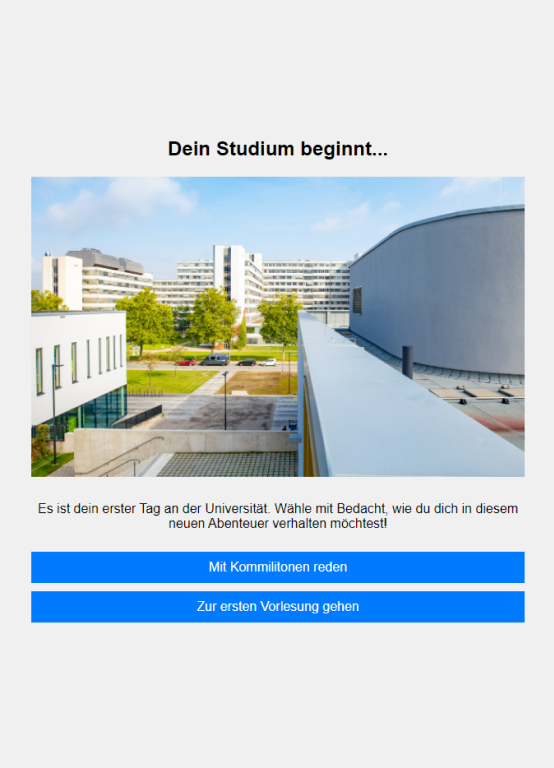 Dein Studium beginnt...
Es ist dein erster Tag an der Universität. Wähle mit Bedacht, wie du dich in diesem
neuen Abenteuer verhalten möchtest!
Mit Kommilitonen reden
Zur ersten Vorlesung gehen